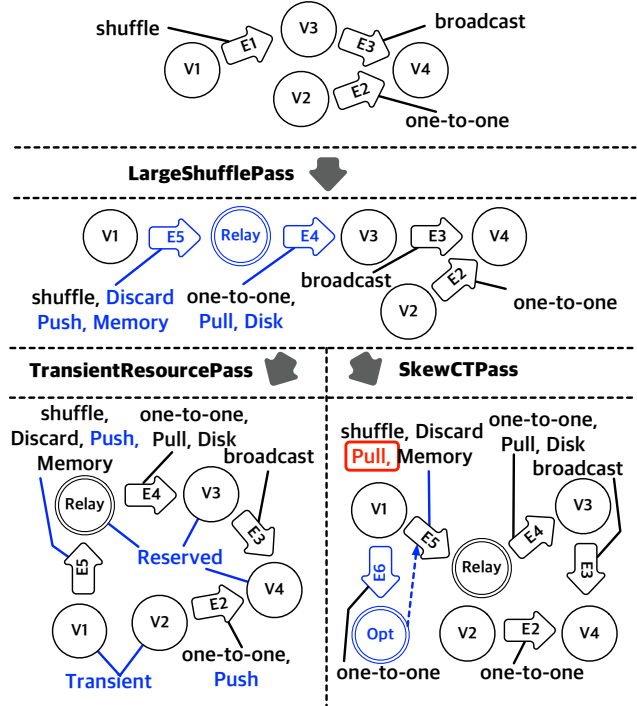 shuffle
broadcast
V3
E1
E3
V1
V4
V2
E2
one-to-one
LargeShufflePass
V1
E5
Relay
E4
V3
E3
V4
broadcast
E2
V2
one-to-one
shuffle, Discard
Push, Memory
one-to-one,
Pull, Disk
TransientResourcePass
shuffle,
Discard, Push,
Memory
one-to-one,
Pull, Disk
broadcast
Relay
E4
V3
E3
Reserved
E5
V4
V1
V2
E2
one-to-one,
Push
Transient
SkewCTPass
shuffle, Discard
Pull, Memory
one-to-one,
Pull, Disk
broadcast
V1
V3
E5
E4
E6
Relay
E3
Opt
V2
E2
V4
one-to-one
one-to-one